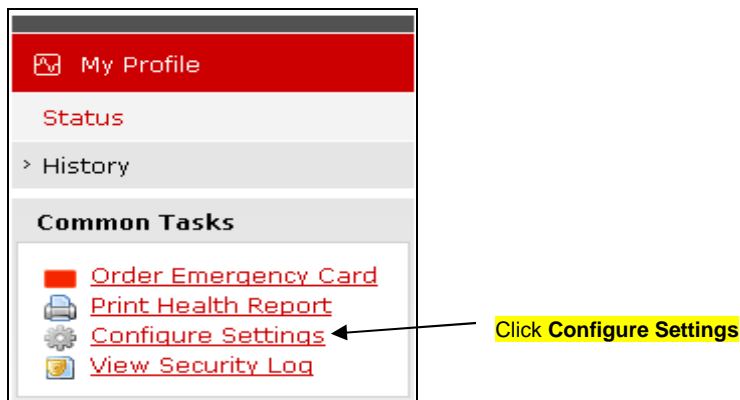 My Profile
Status
> History
Common Tasks
Order Emergency Card
Print Health Report
Configure Settings
Click Configure Settings
View Security Log